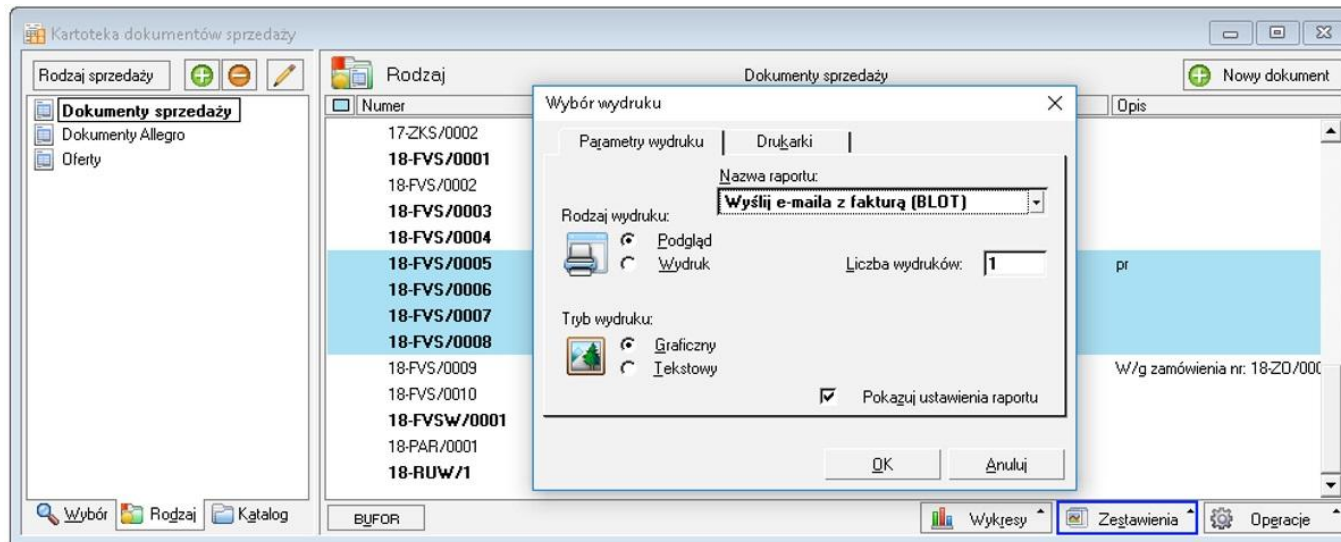 Kartoteka dokumentów sprzedaży
Rodzaj sprzedaży
Dokumenty sprzedaży
Dokumenty Allegro
Oferty
Wybór
Rodzaj
Katalog
Rodzaj
Dokumenty sprzedaży
Nowy dokument
Numer
Opis
17-ZKS/0002
18-FVS/0001
18-FVS/0002
18-FVS/0003
18-FVS/0004
18-FVS/0005
pr
18-FVS/0006
18-FVS/0007
18-FVS/0008
18-FVS/0009
W/g zamówienia nr: 18-ZO/000
18-FVS/0010
18-FVSW/0001
18-PAR/0001
18-RUW/1
Wybór wydruku
Parametry wydruku
Drukarki
Nazwa raportu:
Wyślij e-maila z fakturą (BLOT)
Rodzaj wydruku:
Podgląd
Wydruk
Liczba wydruków: 1
Tryb wydruku:
Graficzny
Tekstowy
Pokazuj ustawienia raportu
OK
Anuluj
BUFOR
Wykresy
Zestawienia
Operacje